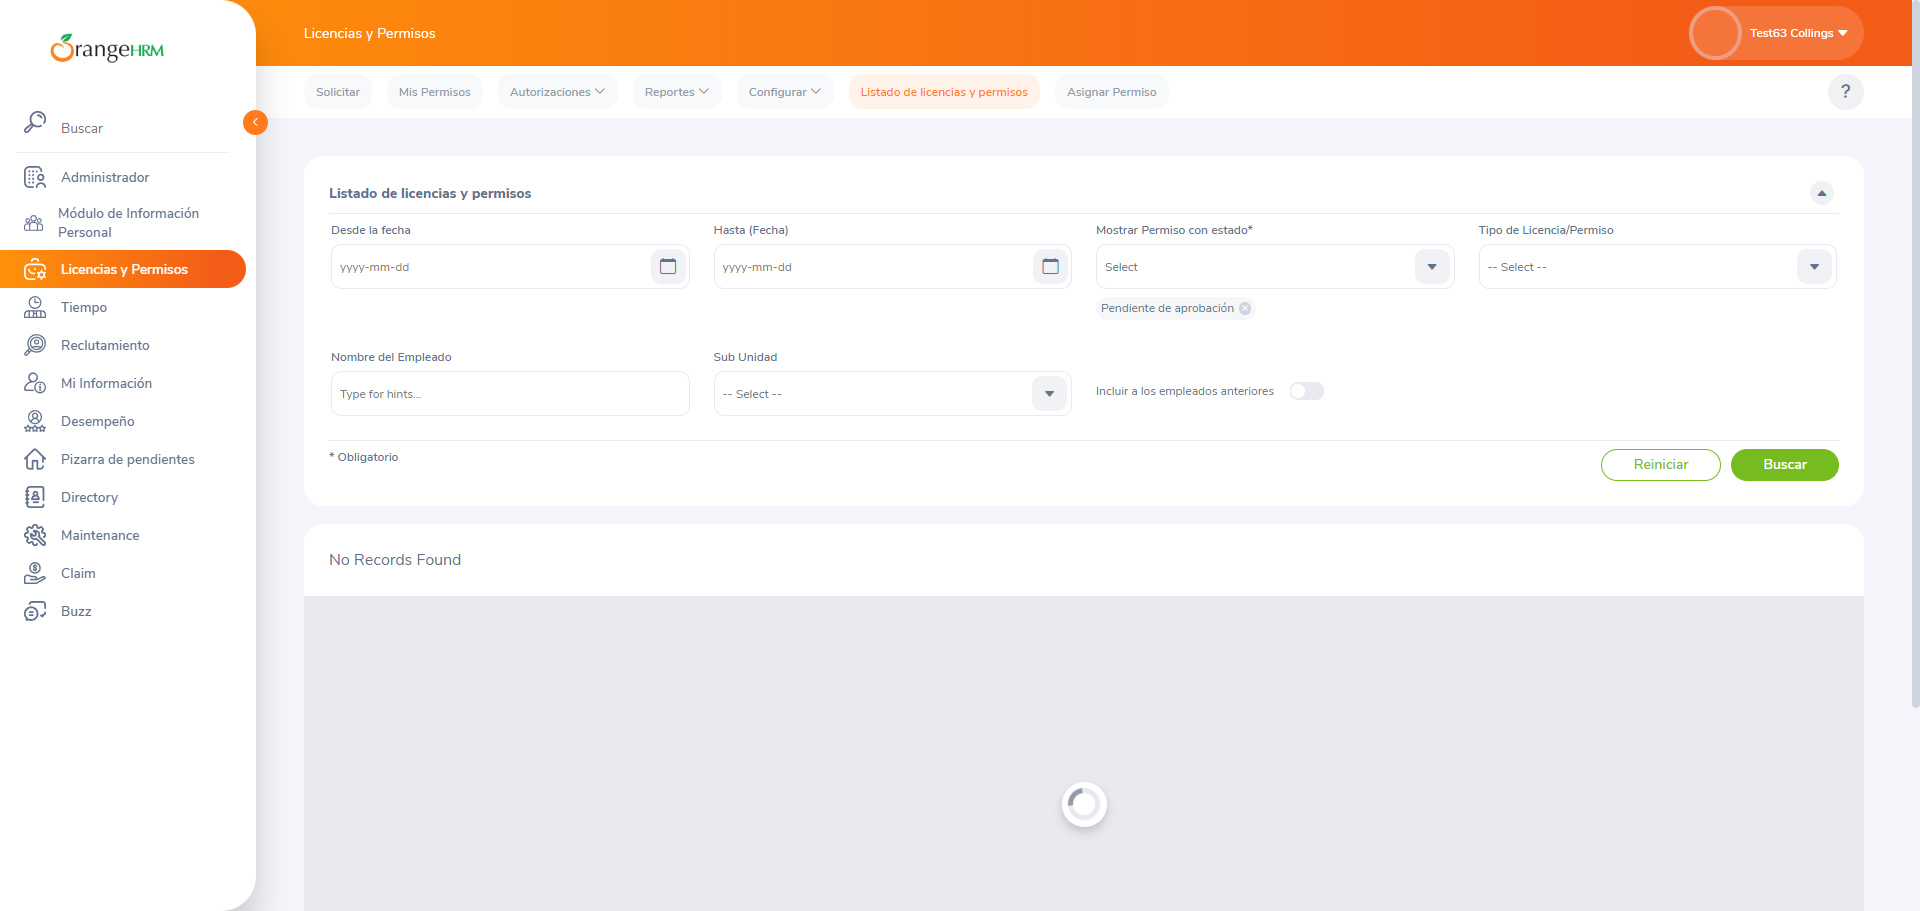 OrangeHRM
Licencias y Permisos
Test63 Collings
Solicitar
Mis Permisos
Autorizaciones
Reportes
Configurar
Listado de licencias y permisos
Asignar Permiso
?
Buscar
Administrador
Módulo de Información
Personal
Licencias y Permisos
Tiempo
Reclutamiento
Mi Información
Desempeño
Pizarra de pendientes
Directory
Maintenance
Claim
Buzz
Listado de licencias y permisos
Desde la fecha
yyyy-mm-dd
Hasta (Fecha)
yyyy-mm-dd
Mostrar Permiso con estado*
Select
Pendiente de aprobación
Tipo de Licencia/Permiso
-- Select --
Nombre del Empleado
Type for hints...
Sub Unidad
-- Select --
Incluir a los empleados anteriores
* Obligatorio
Reiniciar
Buscar
No Records Found